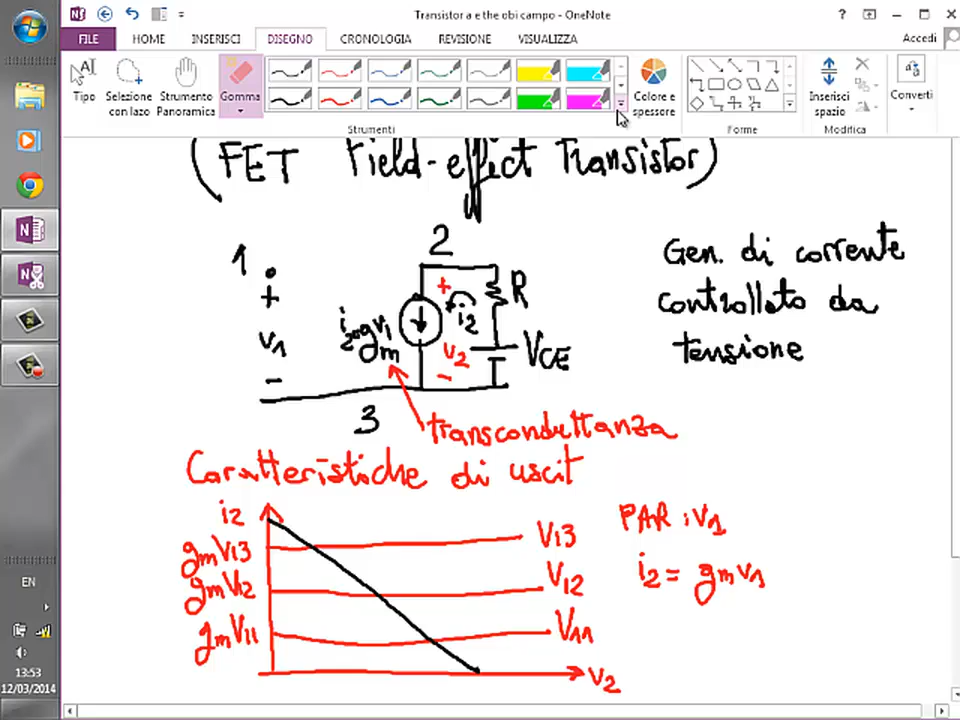 Transistor a e the obi campo - OneNote
?
Accedi
FILE HOME INSERISCI DISEGNO CRONOLOGIA REVISIONE VISUALIZZA
Tipo
Selezione con lazo
Strumento Panoramica
Gomma
Colore e spessore
Inserisci spazio
Converti
Strumenti
Forme
Modifica
(FET Field-effect Transistor)
1
2
+
+
R
i2
i2=gmv1
v1
v2
VCE
-
-
3
Gen. di corrente
controllato da
tensione
transconduttanza
Caratteristiche di uscit
i2
PAR: v1
gmV13
V13
i2 = gmv1
gmV12
V12
gmV11
V11
v2
EN
13:53
12/03/2014